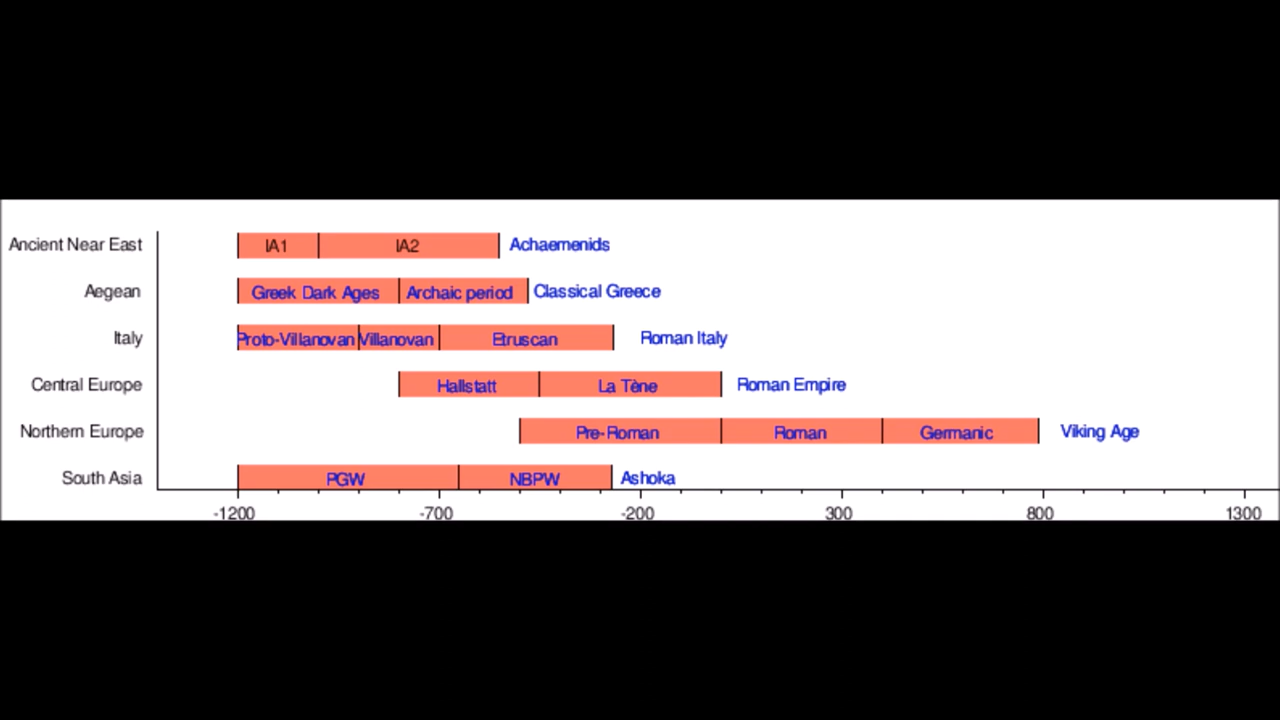 Ancient Near East IA1 IA2 Achaemenids
Aegean Greek Dark Ages Archaic period Classical Greece
Italy Proto-Villanovan Villanovan Etruscan Roman Italy
Central Europe Hallstatt La Tène Roman Empire
Northern Europe Pre-Roman Roman Germanic Viking Age
South Asia PGW NBPW Ashoka
-1200 -700 -200 300 800 1300